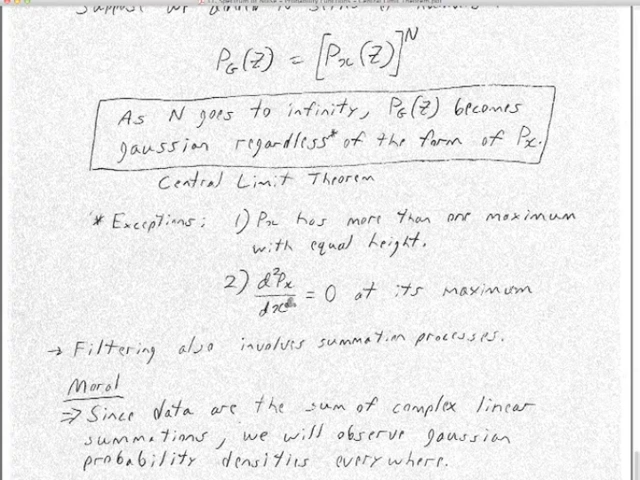 P_G(Z) = [P_x(Z)]^N
As N goes to infinity, P_G(Z) becomes
gaussian regardless* of the form of P_x.
Central Limit Theorem
* Exceptions: 1) P_x has more than one maximum
with equal height.
2) d²P_x/dx² = 0 at its maximum
→ Filtering also involves summation processes.
Moral
⇒ Since data are the sum of complex linear
summations, we will observe gaussian
probability densities everywhere.